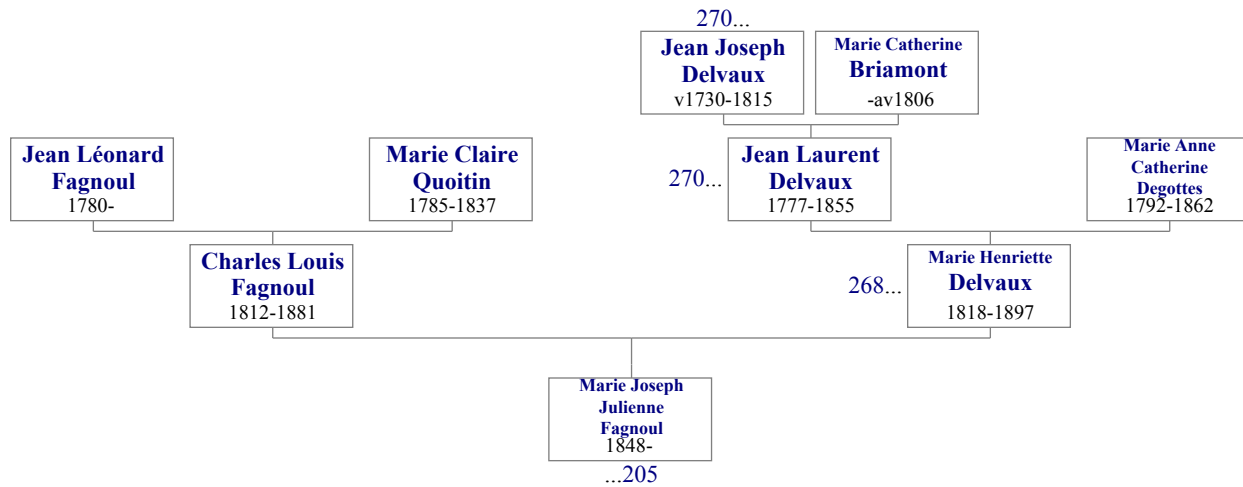 270...
Jean Joseph
Delvaux
v1730-1815
Marie Catherine
Briamont
-av1806
Jean Léonard
Fagnoul
1780-
Marie Claire
Quoitin
1785-1837
270...
Jean Laurent
Delvaux
1777-1855
Marie Anne
Catherine
Degottes
1792-1862
Charles Louis
Fagnoul
1812-1881
268...
Marie Henriette
Delvaux
1818-1897
Marie Joseph
Julienne
Fagnoul
1848-
...205